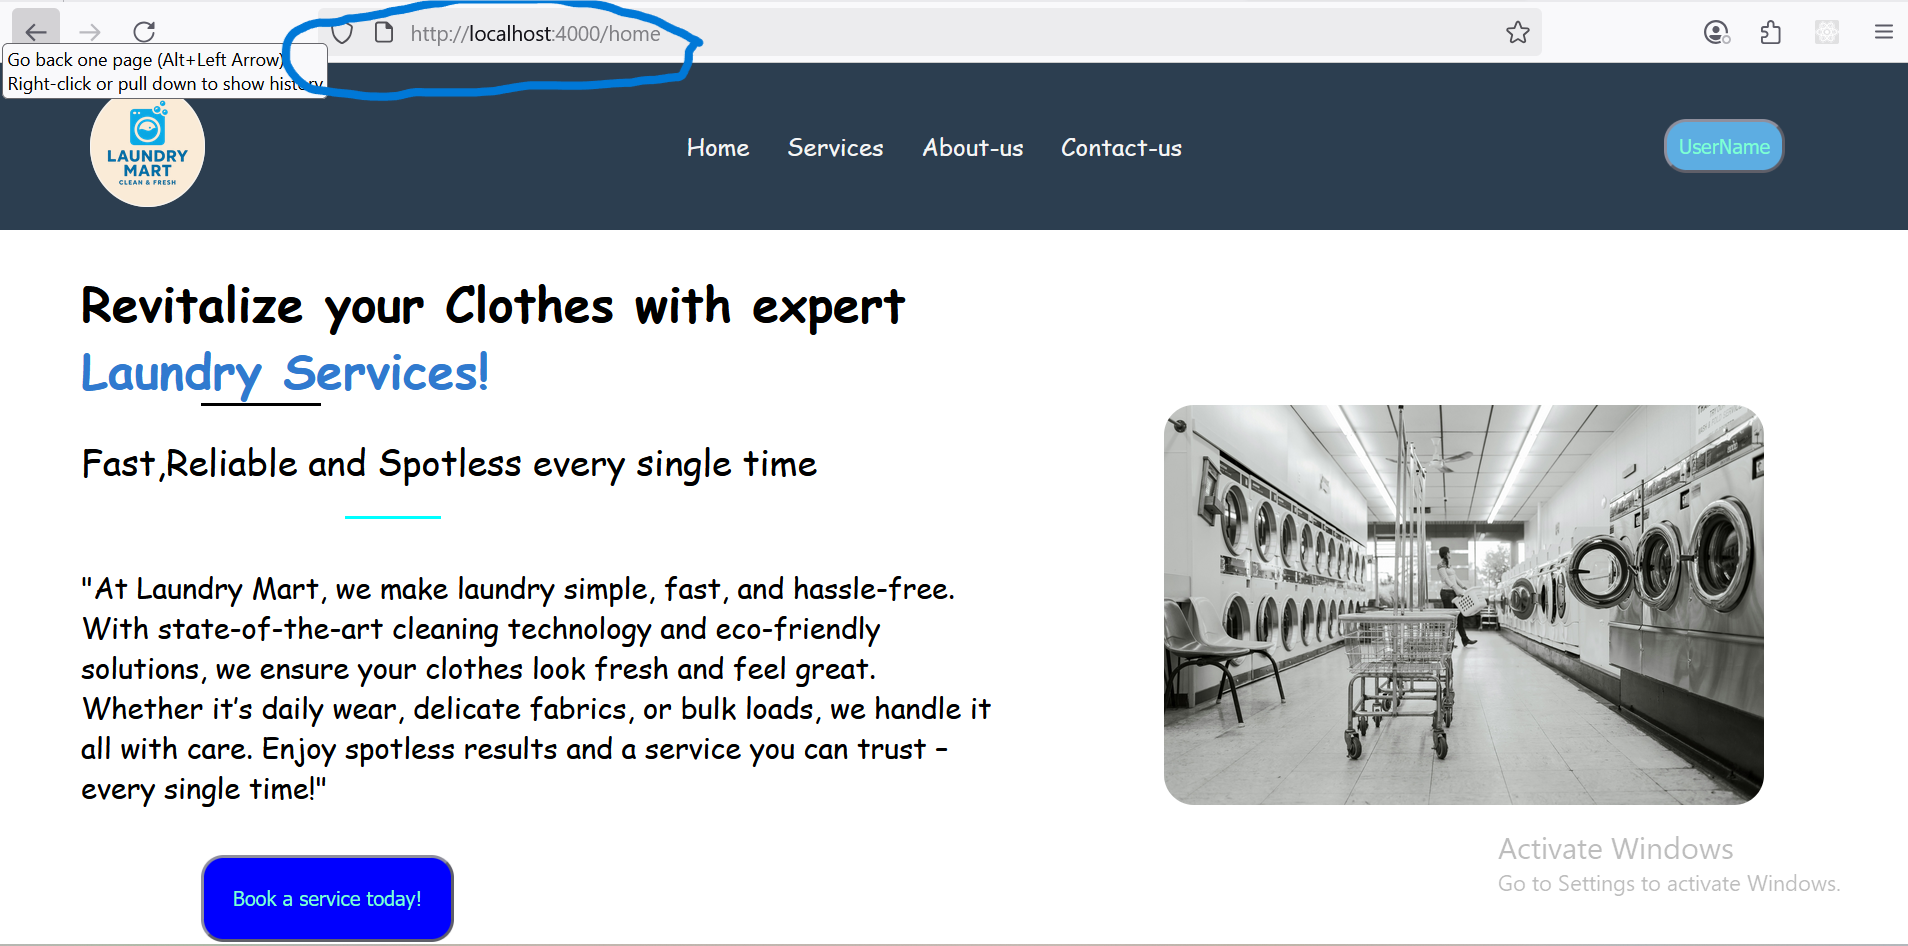 http://localhost:4000/home
Go back one page (Alt+Left Arrow)
Right-click or pull down to show history
LAUNDRY
MART
CLEAN & FRESH
Home Services About-us Contact-us
UserName
Revitalize your Clothes with expert
Laundry Services!
Fast,Reliable and Spotless every single time
"At Laundry Mart, we make laundry simple, fast, and hassle-free.
With state-of-the-art cleaning technology and eco-friendly
solutions, we ensure your clothes look fresh and feel great.
Whether it’s daily wear, delicate fabrics, or bulk loads, we handle it
all with care. Enjoy spotless results and a service you can trust –
every single time!"
Book a service today!
Activate Windows
Go to Settings to activate Windows.